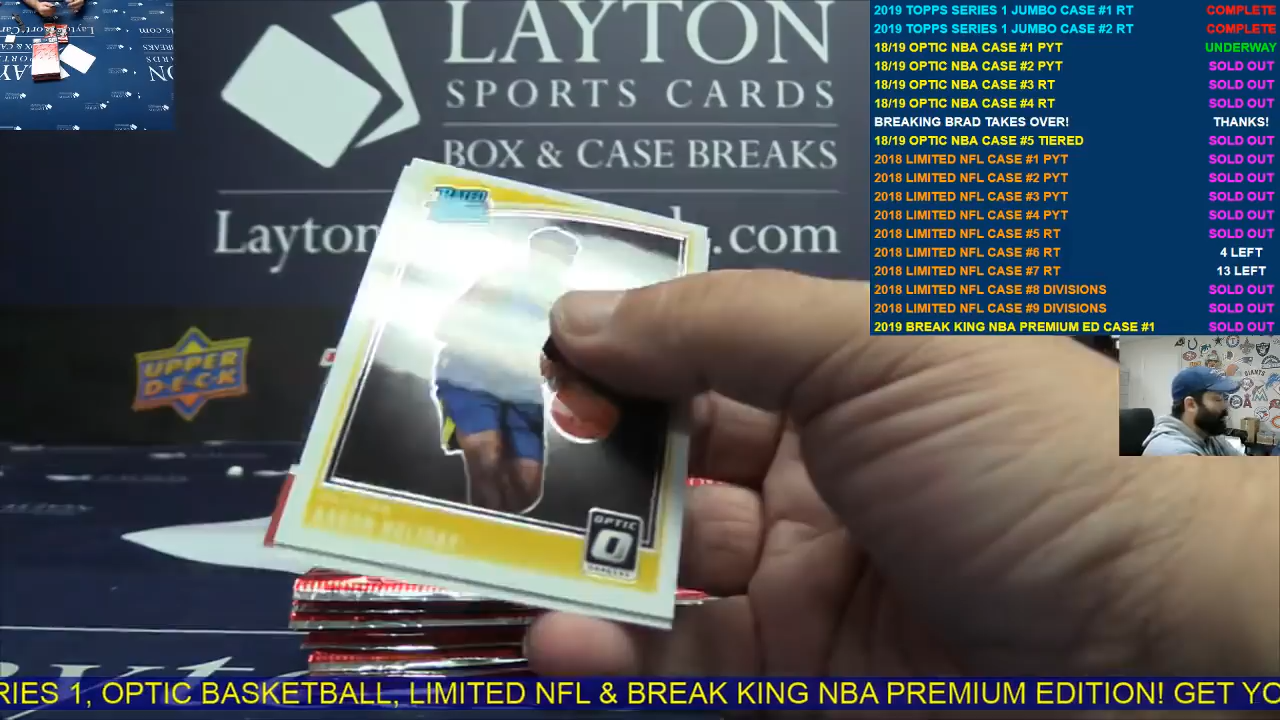 LAYTON
SPORTS CARDS
BOX & CASE BREAKS
.com
UPPER
DECK
RATED
OPTIC
2019 TOPPS SERIES 1 JUMBO CASE #1 RT COMPLETE
2019 TOPPS SERIES 1 JUMBO CASE #2 RT COMPLETE
18/19 OPTIC NBA CASE #1 PYT UNDERWAY
18/19 OPTIC NBA CASE #2 PYT SOLD OUT
18/19 OPTIC NBA CASE #3 RT SOLD OUT
18/19 OPTIC NBA CASE #4 RT SOLD OUT
BREAKING BRAD TAKES OVER! THANKS!
18/19 OPTIC NBA CASE #5 TIERED SOLD OUT
2018 LIMITED NFL CASE #1 PYT SOLD OUT
2018 LIMITED NFL CASE #2 PYT SOLD OUT
2018 LIMITED NFL CASE #3 PYT SOLD OUT
2018 LIMITED NFL CASE #4 PYT SOLD OUT
2018 LIMITED NFL CASE #5 RT SOLD OUT
2018 LIMITED NFL CASE #6 RT 4 LEFT
2018 LIMITED NFL CASE #7 RT 13 LEFT
2018 LIMITED NFL CASE #8 DIVISIONS SOLD OUT
2018 LIMITED NFL CASE #9 DIVISIONS SOLD OUT
2019 BREAK KING NBA PREMIUM ED CASE #1 SOLD OUT
RIES 1, OPTIC BASKETBALL, LIMITED NFL & BREAK KING NBA PREMIUM EDITION! GET YO